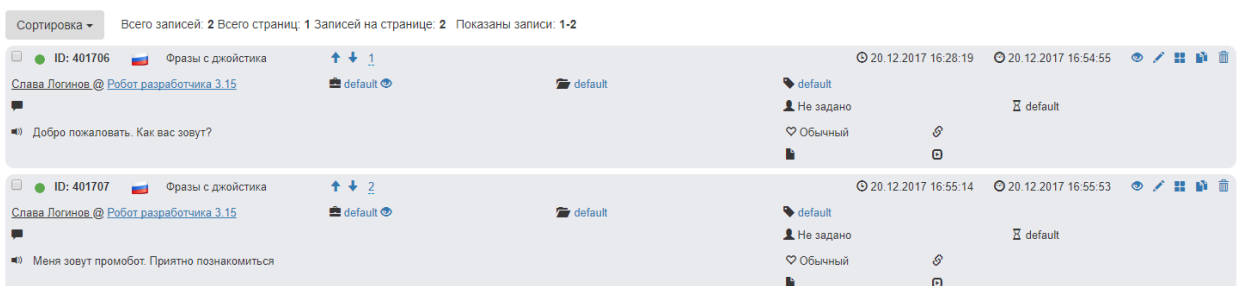 Сортировка Всего записей: 2 Всего страниц: 1 Записей на странице: 2 Показаны записи: 1-2
ID: 401706 Фразы с джойстика 1 20.12.2017 16:28:19 20.12.2017 16:54:55
Слава Логинов @ Робот разработчика 3.15 default default default
Не задано default
Добро пожаловать. Как вас зовут? Обычный
ID: 401707 Фразы с джойстика 2 20.12.2017 16:55:14 20.12.2017 16:55:53
Слава Логинов @ Робот разработчика 3.15 default default default
Не задано default
Меня зовут промобот. Приятно познакомиться Обычный